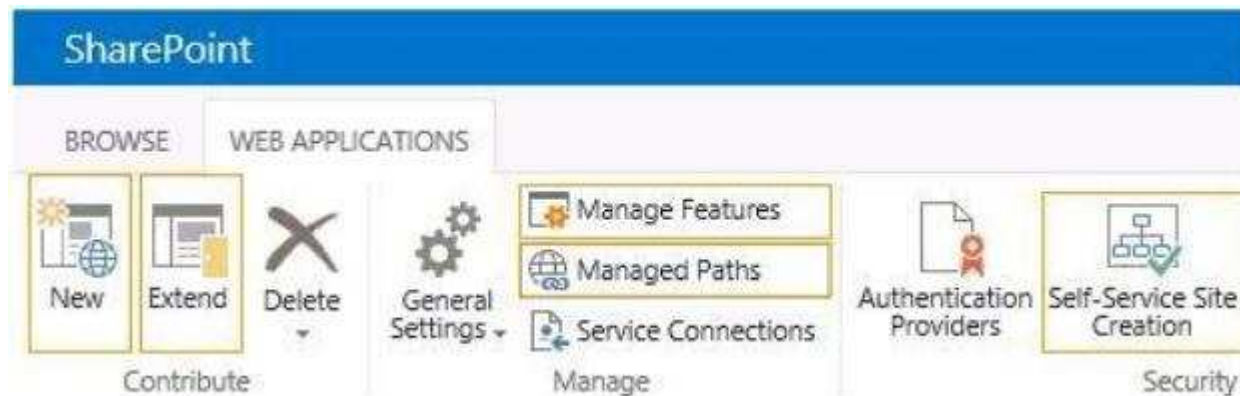 SharePoint
BROWSE WEB APPLICATIONS
New
Extend
Delete
Contribute
General
Settings
Manage Features
Managed Paths
Service Connections
Manage
Authentication
Providers
Self-Service Site
Creation
Security